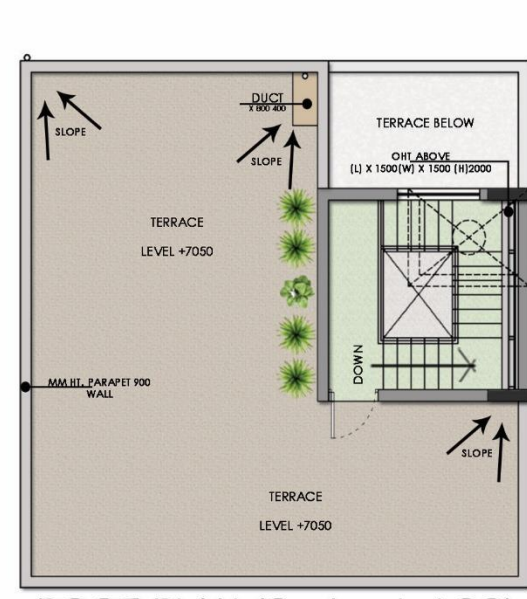 DUCT
X 800 400
SLOPE
SLOPE
TERRACE BELOW
OHT ABOVE
(L) X 1500(W) X 1500 (H)2000
TERRACE
LEVEL +7050
DOWN
MM HT. PARAPET 900
WALL
SLOPE
TERRACE
LEVEL +7050